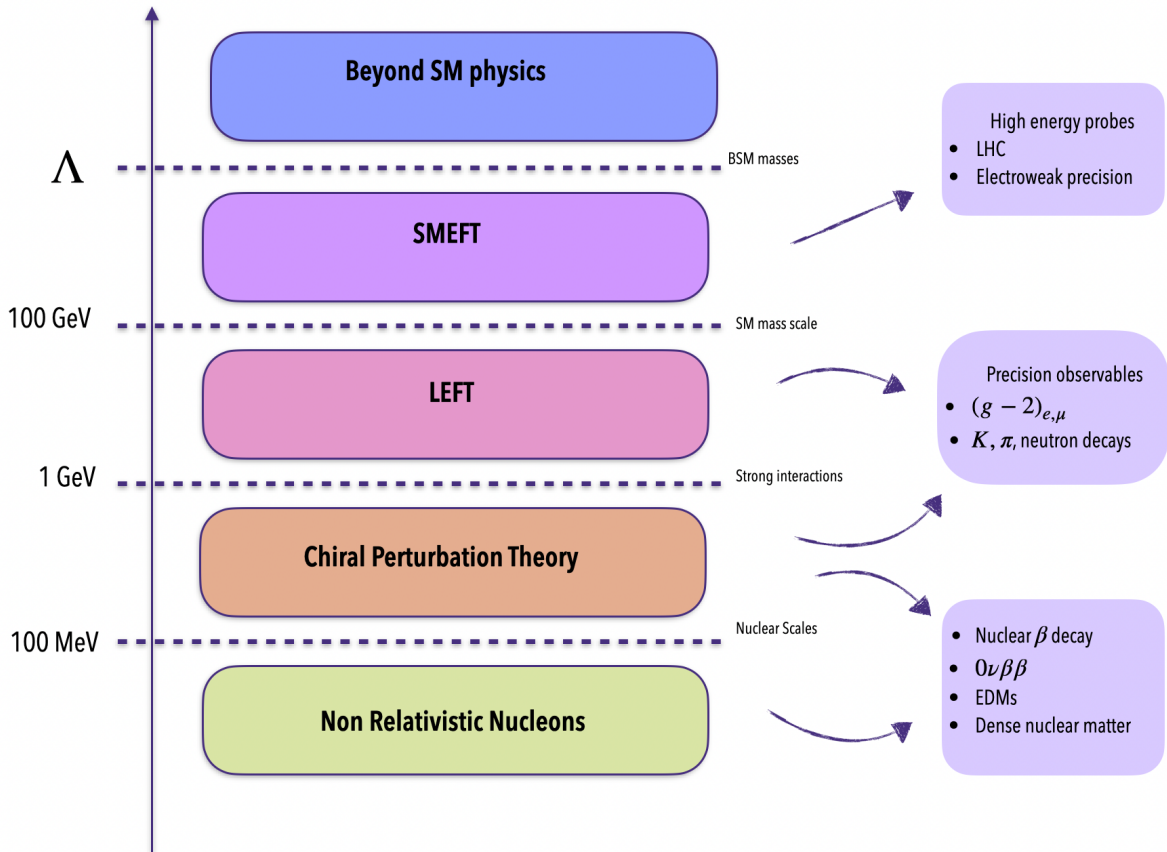 Beyond SM physics
Λ
BSM masses
High energy probes
• LHC
• Electroweak precision
SMEFT
100 GeV
SM mass scale
LEFT
Precision observables
• (g − 2)e,μ
• K, π, neutron decays
1 GeV
Strong interactions
Chiral Perturbation Theory
100 MeV
Nuclear Scales
Non Relativistic Nucleons
• Nuclear β decay
• 0νββ
• EDMs
• Dense nuclear matter